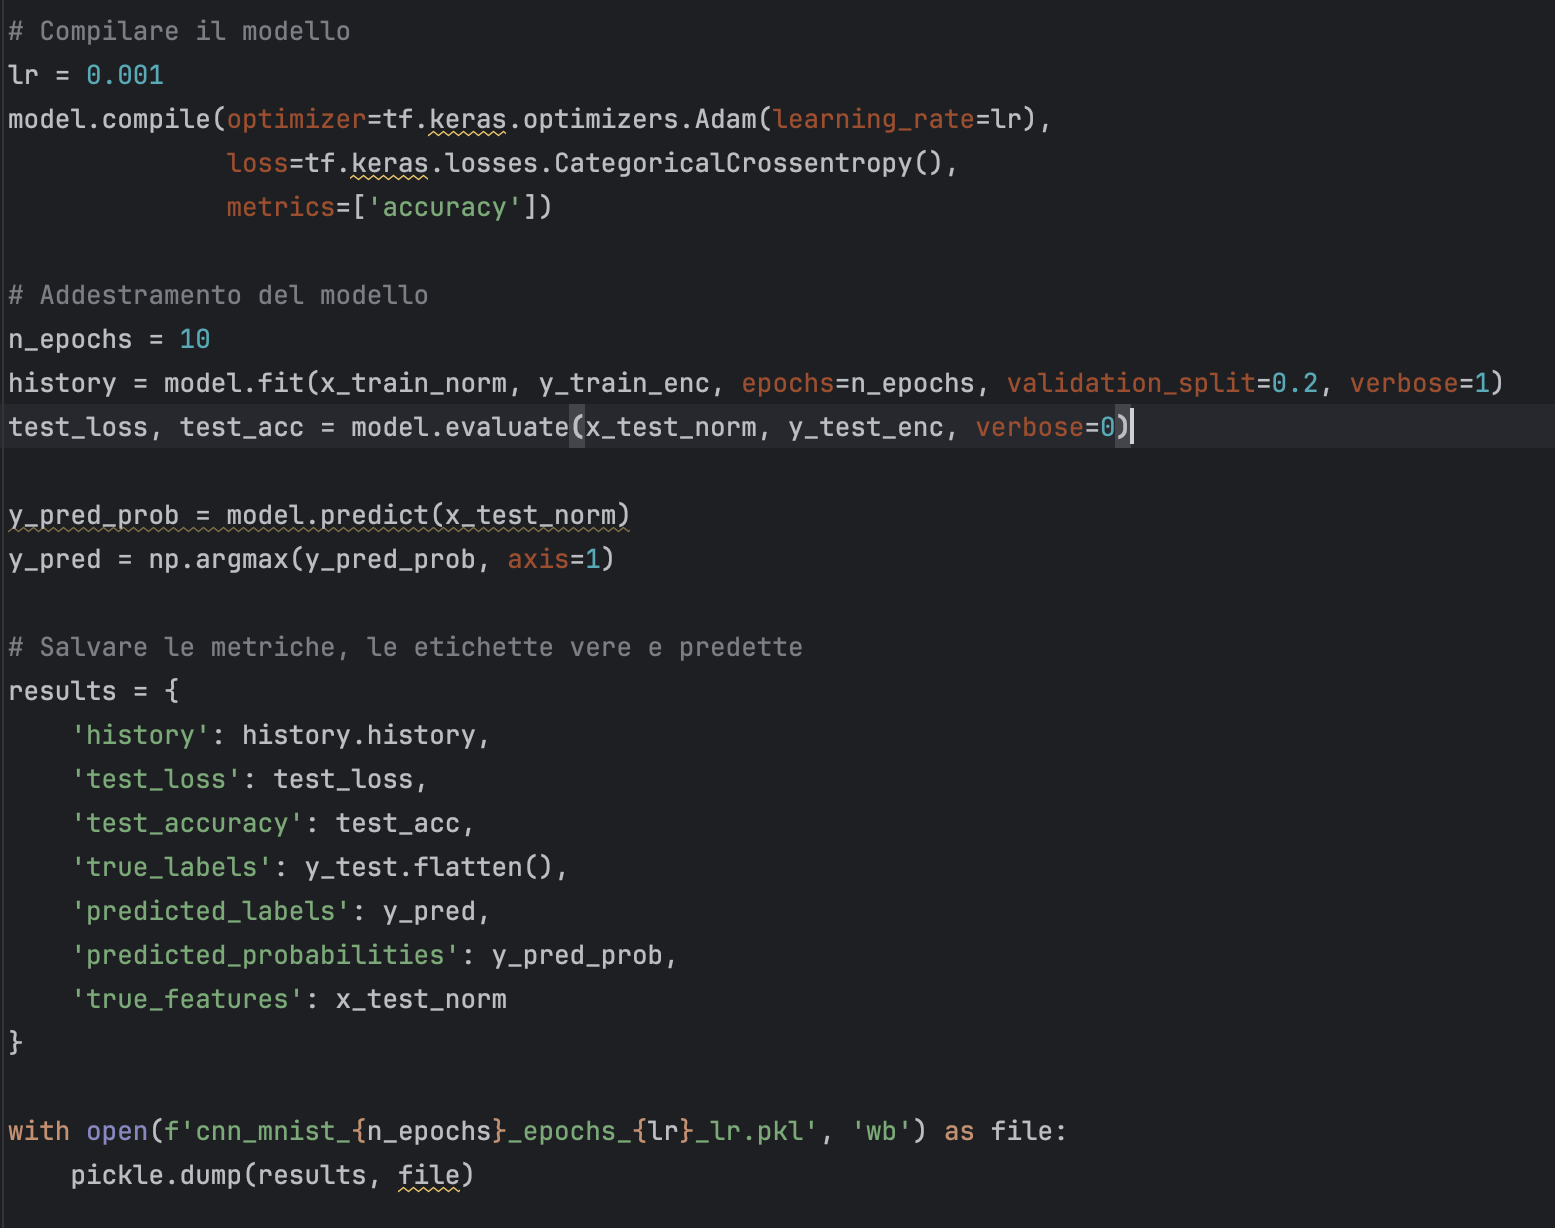 # Compilare il modello
lr = 0.001
model.compile(optimizer=tf.keras.optimizers.Adam(learning_rate=lr),
              loss=tf.keras.losses.CategoricalCrossentropy(),
              metrics=['accuracy'])

# Addestramento del modello
n_epochs = 10
history = model.fit(x_train_norm, y_train_enc, epochs=n_epochs, validation_split=0.2, verbose=1)
test_loss, test_acc = model.evaluate(x_test_norm, y_test_enc, verbose=0)

y_pred_prob = model.predict(x_test_norm)
y_pred = np.argmax(y_pred_prob, axis=1)

# Salvare le metriche, le etichette vere e predette
results = {
    'history': history.history,
    'test_loss': test_loss,
    'test_accuracy': test_acc,
    'true_labels': y_test.flatten(),
    'predicted_labels': y_pred,
    'predicted_probabilities': y_pred_prob,
    'true_features': x_test_norm
}

with open(f'cnn_mnist_{n_epochs}_epochs_{lr}_lr.pkl', 'wb') as file:
    pickle.dump(results, file)